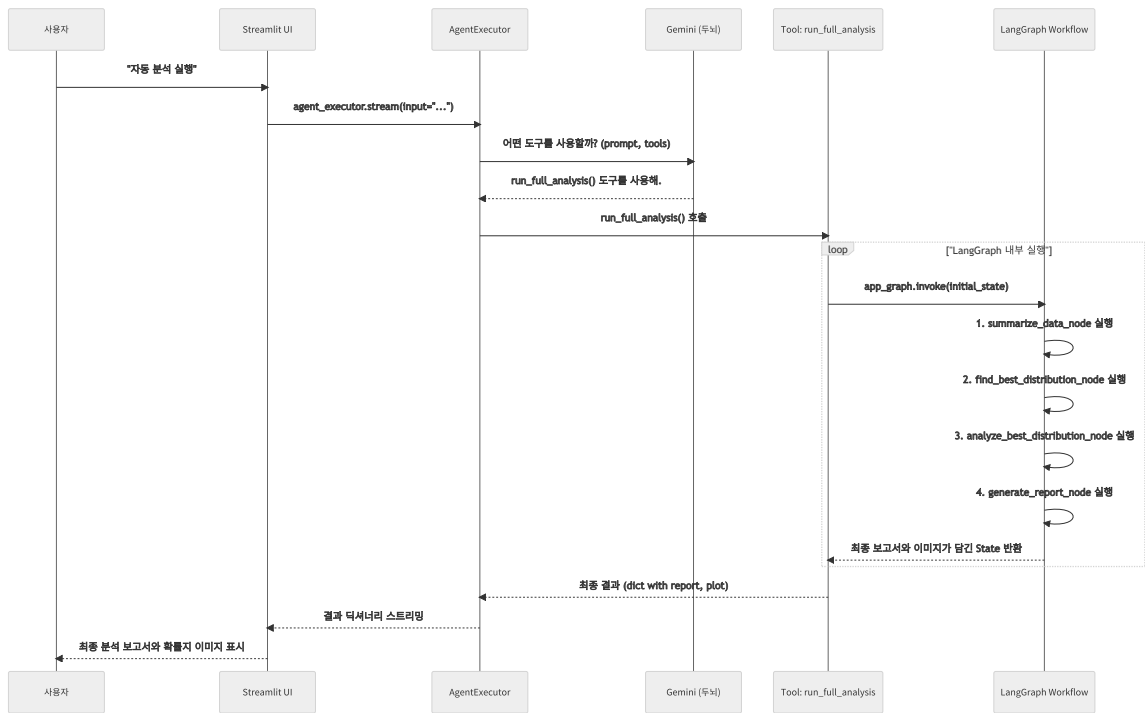 사용자
Streamlit UI
AgentExecutor
Gemini (두뇌)
Tool: run_full_analysis
LangGraph Workflow
"자동 분석 실행"
agent_executor.stream(input="...")
어떤 도구를 사용할까? (prompt, tools)
run_full_analysis() 도구를 사용해.
run_full_analysis() 호출
loop
["LangGraph 내부 실행"]
app_graph.invoke(initial_state)
1. summarize_data_node 실행
2. find_best_distribution_node 실행
3. analyze_best_distribution_node 실행
4. generate_report_node 실행
최종 보고서와 이미지가 담긴 State 반환
최종 결과 (dict with report, plot)
결과 딕셔너리 스트리밍
최종 분석 보고서와 확률지 이미지 표시
사용자
Streamlit UI
AgentExecutor
Gemini (두뇌)
Tool: run_full_analysis
LangGraph Workflow